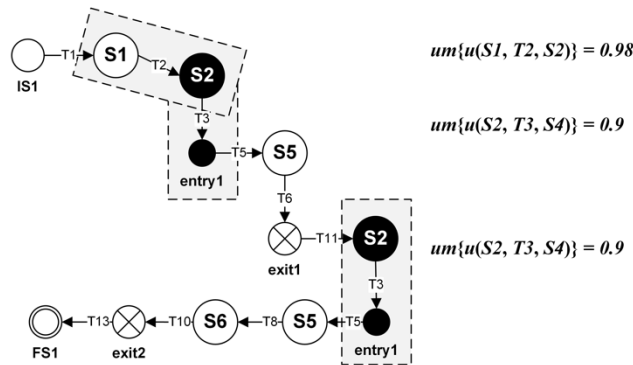 T1
S1
T2
S2
IS1
um{u(S1, T2, S2)} = 0.98
T3
um{u(S2, T3, S4)} = 0.9
T5
S5
entry1
T6
T11
S2
um{u(S2, T3, S4)} = 0.9
exit1
T3
T13
T10
S6
T8
S5
T5
FS1
exit2
entry1